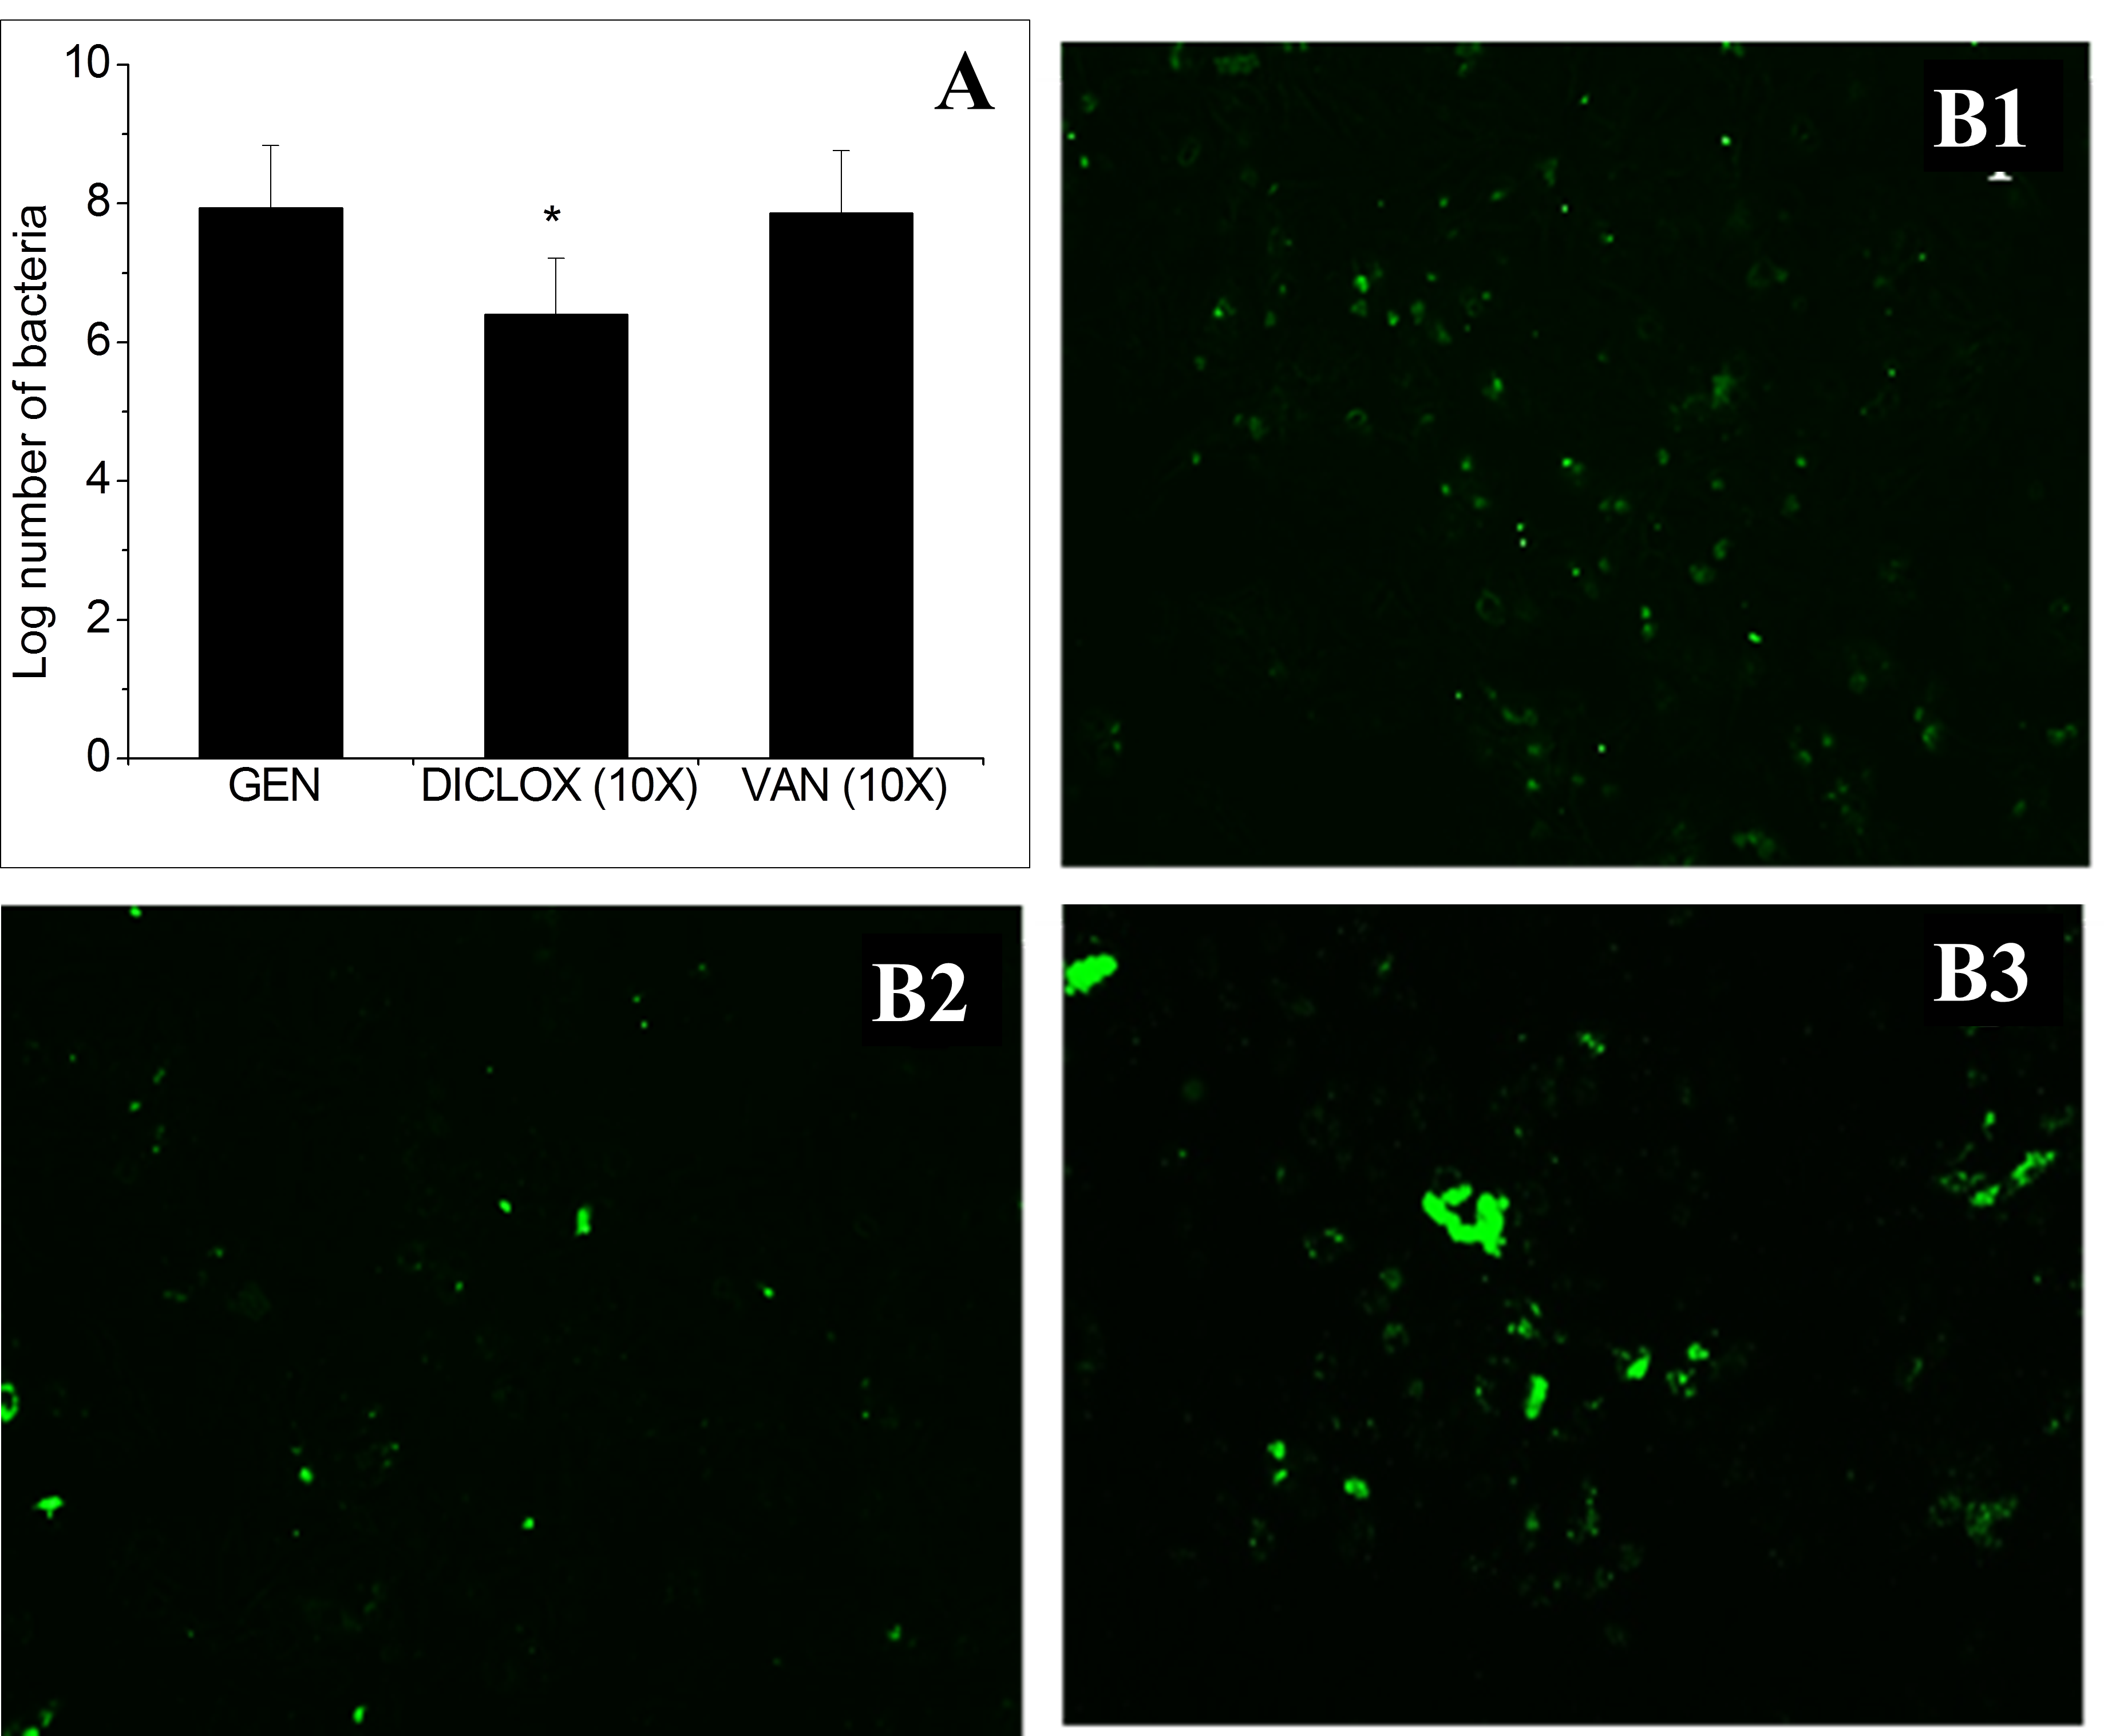 A
10
8
6
4
2
0
Log number of bacteria
*
GEN DICLOX (10X) VAN (10X)
B1
B2
B3